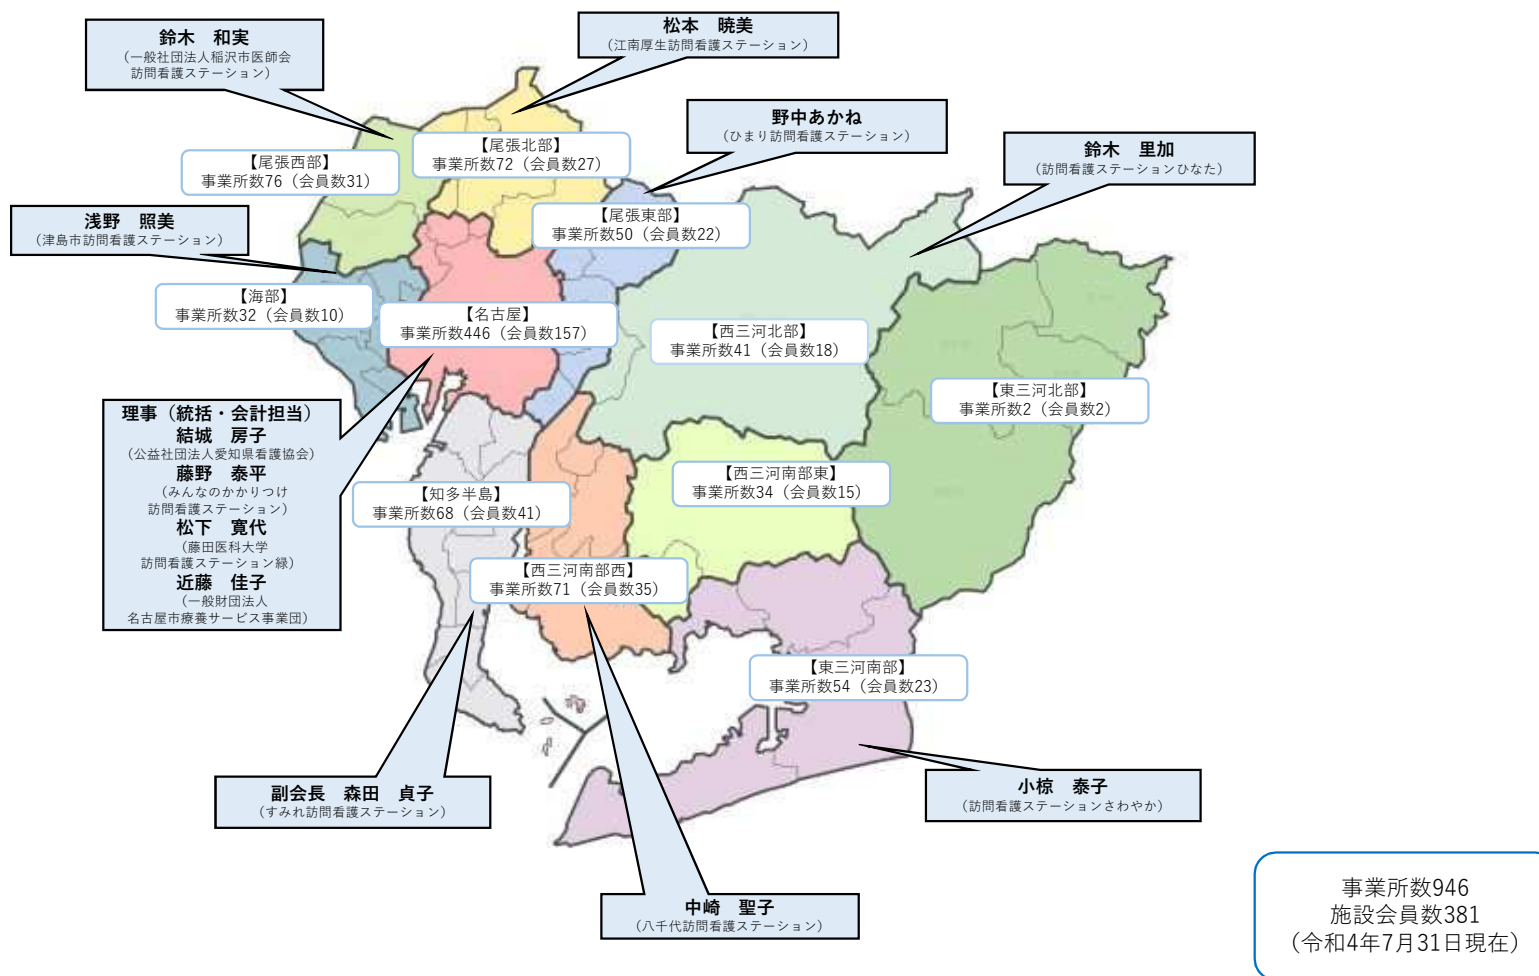 鈴木　和実
（一般社団法人稲沢市医師会
訪問看護ステーション）
松本　暁美
（江南厚生訪問看護ステーション）
野中あかね
（ひまり訪問看護ステーション）
鈴木　里加
（訪問看護ステーションひなた）
【尾張西部】
事業所数76（会員数31）
【尾張北部】
事業所数72（会員数27）
【尾張東部】
事業所数50（会員数22）
浅野　照美
（津島市訪問看護ステーション）
【海部】
事業所数32（会員数10）
【名古屋】
事業所数446（会員数157）
【西三河北部】
事業所数41（会員数18）
【東三河北部】
事業所数2（会員数2）
理事（統括・会計担当）
結城　房子
（公益社団法人愛知県看護協会）
藤野　泰平
（みんなのかかりつけ
訪問看護ステーション）
松下　寛代
（藤田医科大学
訪問看護ステーション緑）
近藤　佳子
（一般財団法人
名古屋市療養サービス事業団）
【知多半島】
事業所数68（会員数41）
【西三河南部東】
事業所数34（会員数15）
【西三河南部西】
事業所数71（会員数35）
【東三河南部】
事業所数54（会員数23）
副会長　森田　貞子
（すみれ訪問看護ステーション）
小椋　泰子
（訪問看護ステーションさわやか）
中崎　聖子
（八千代訪問看護ステーション）
事業所数946
施設会員数381
（令和4年7月31日現在）